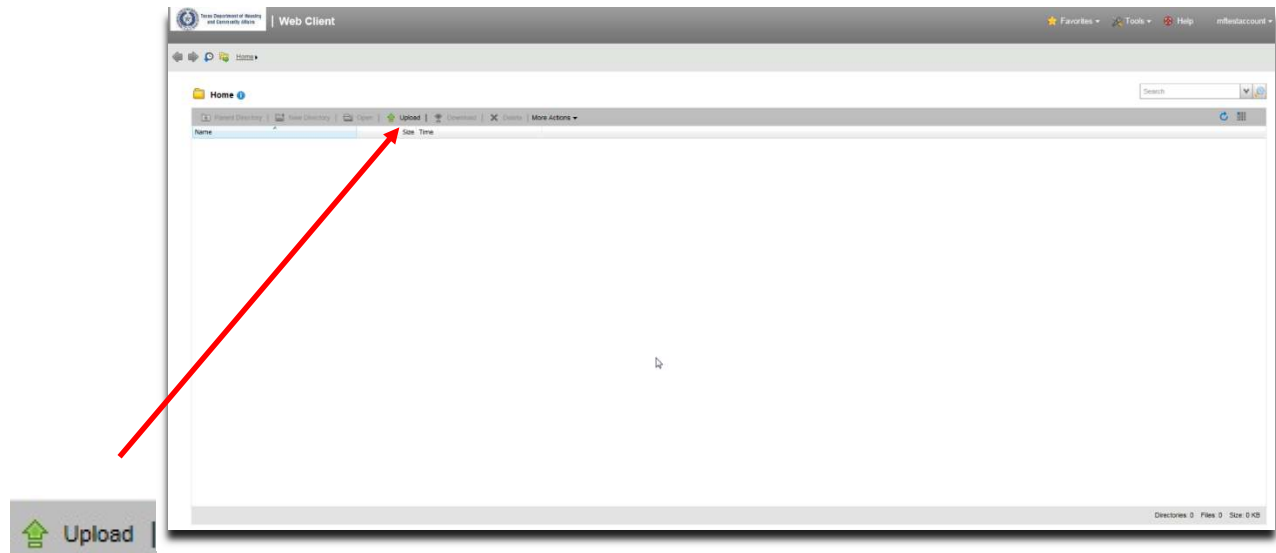 Texas Department of Housing
and Community Affairs
| Web Client
Favorites
Tools
Help
mftestaccount
Home
Home
Search
Parent Directory | New Directory | Open | Upload | Download | Delete | More Actions
Name Size Time
Directories: 0 Files: 0 Size: 0 KB
Upload |